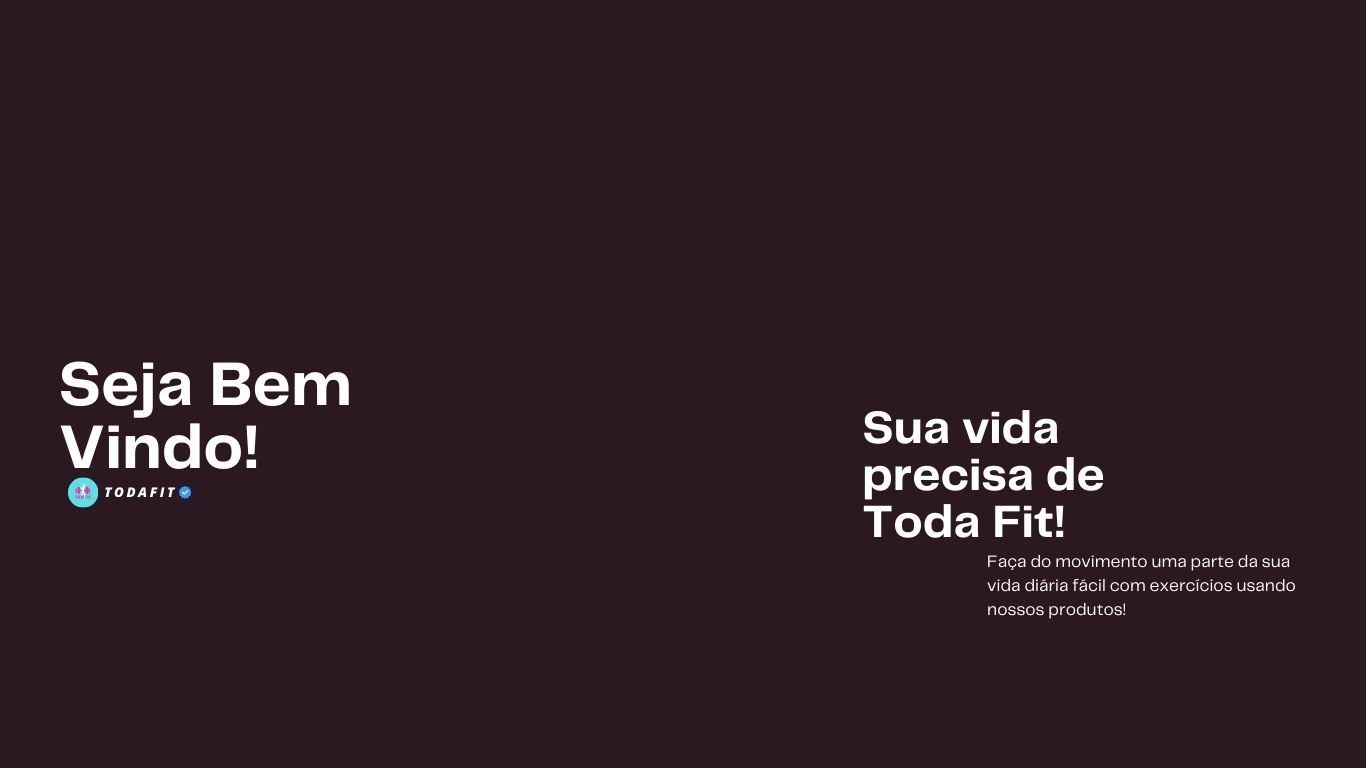 Seja Bem
Vindo!
TODAFIT
Sua vida
precisa de
Toda Fit!
Faça do movimento uma parte da sua
vida diária fácil com exercícios usando
nossos produtos!